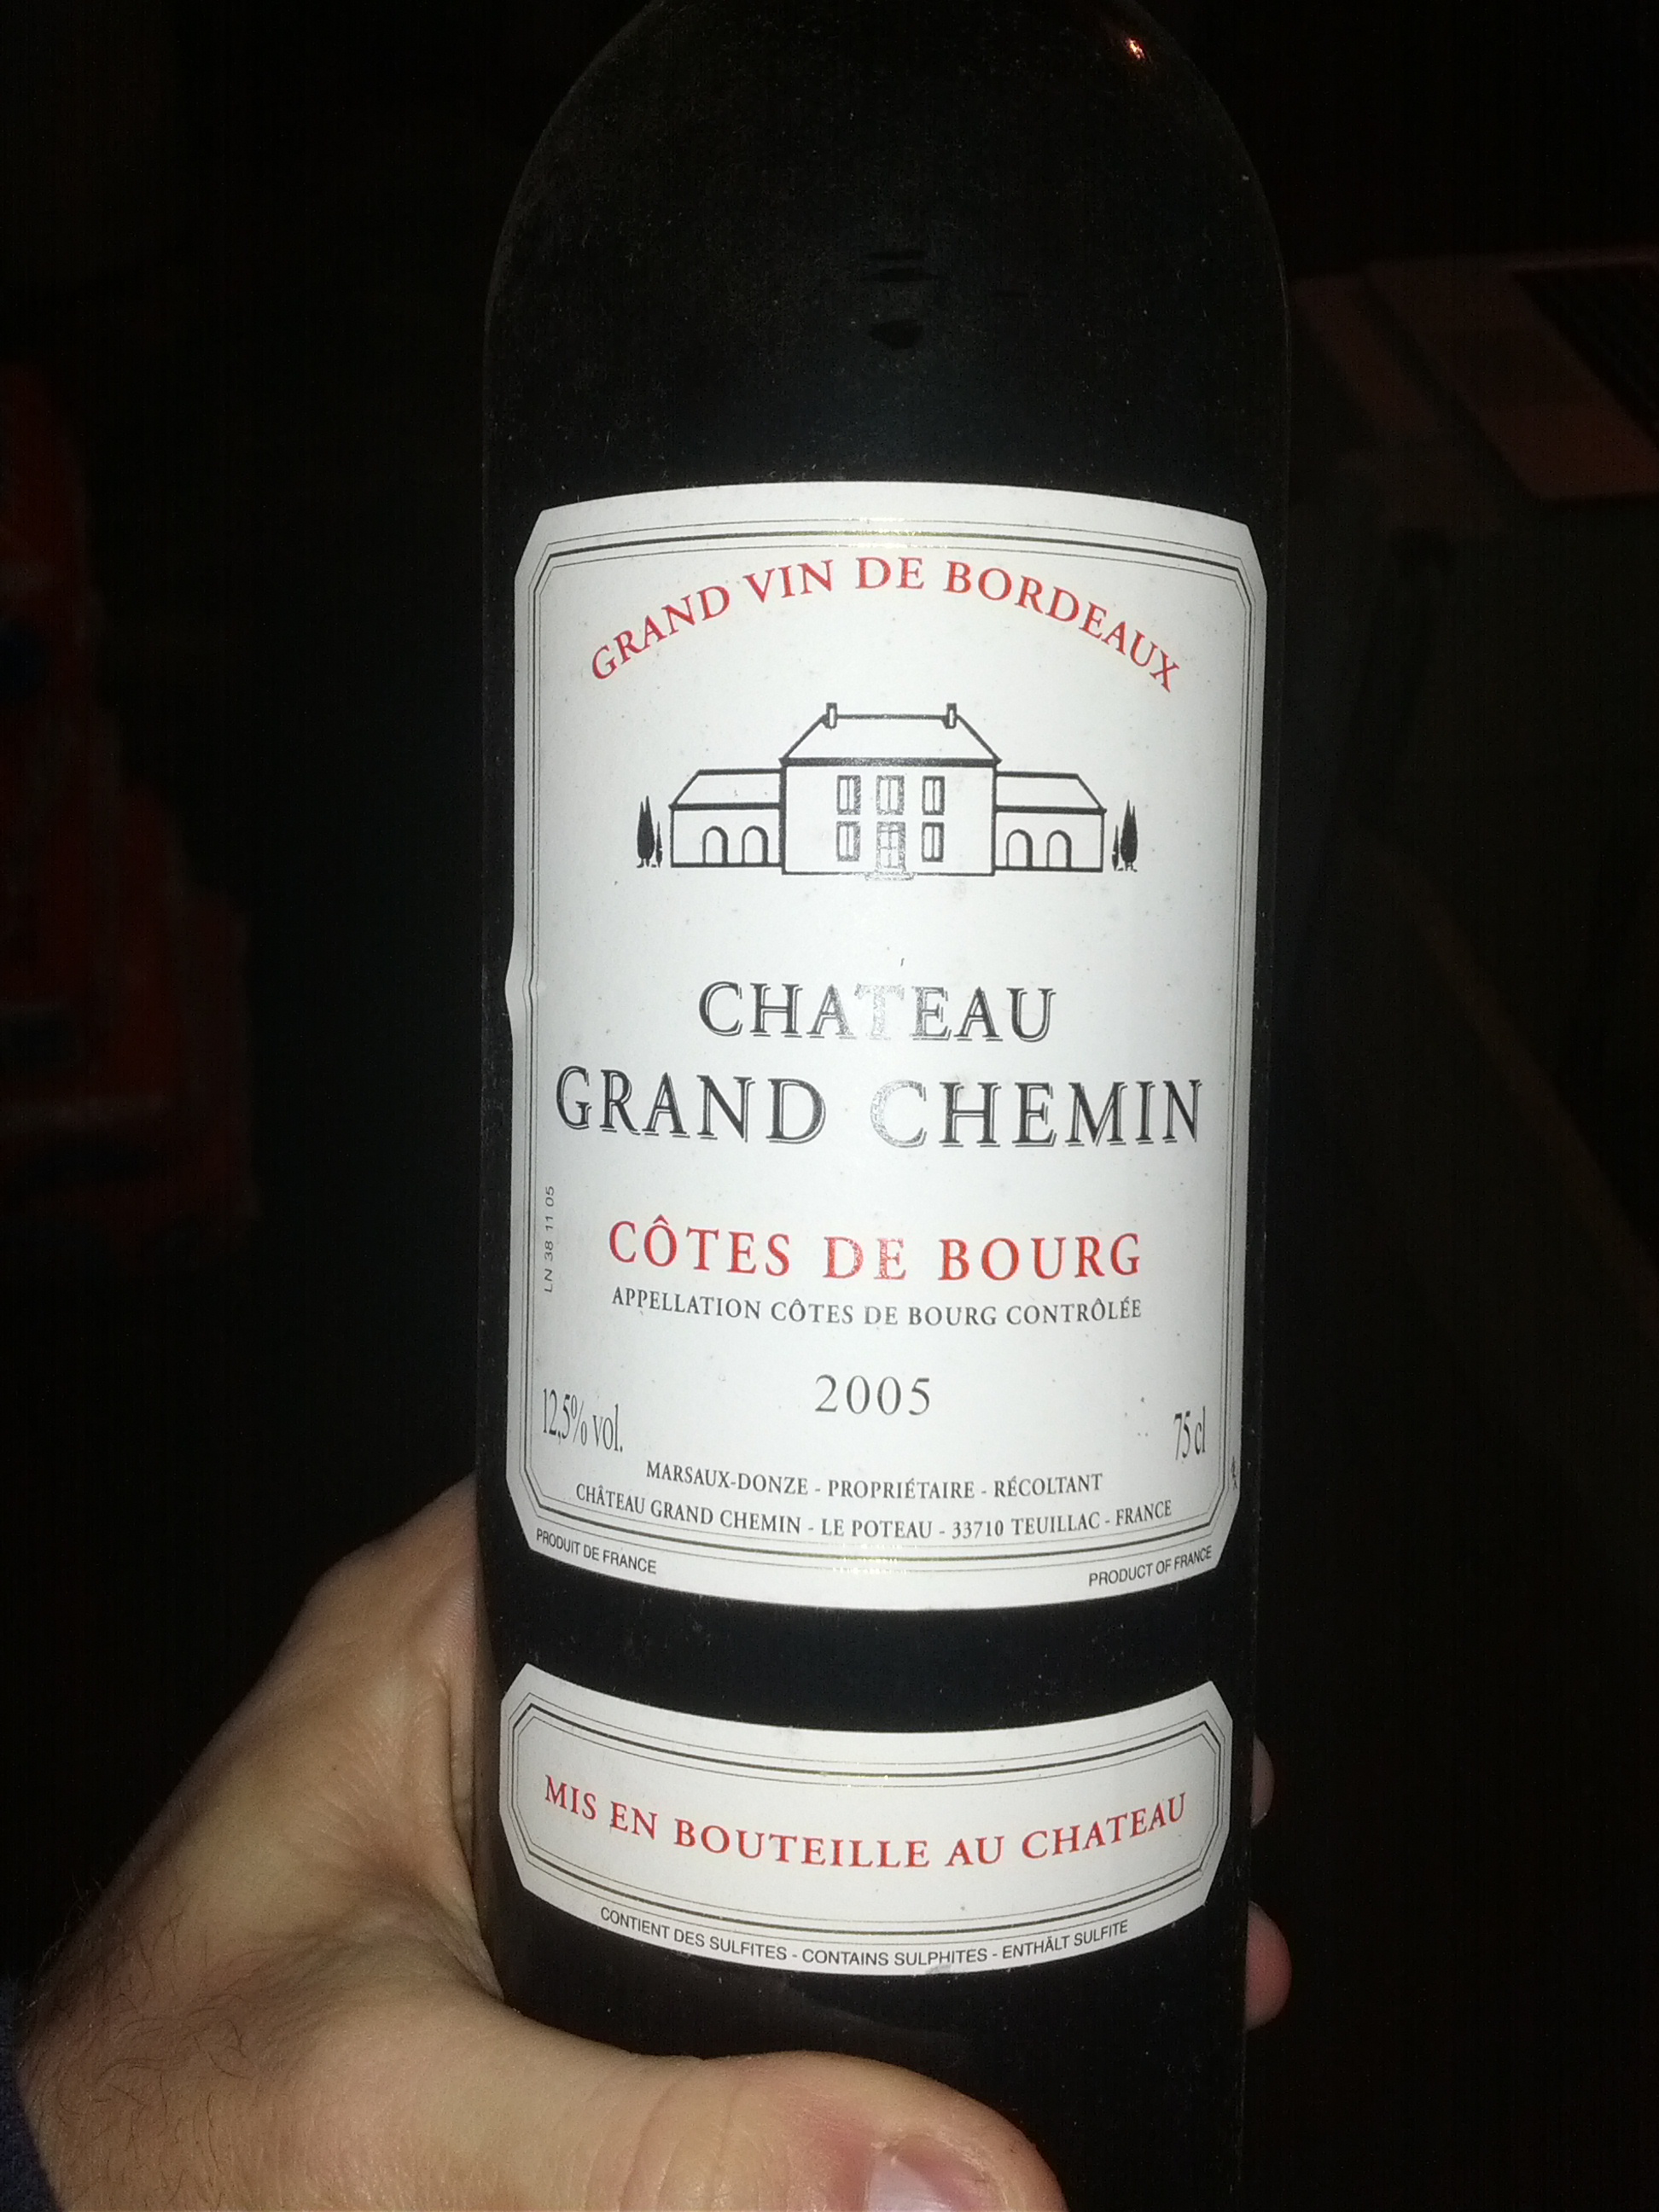 GRAND VIN DE BORDEAUX
CHATEAU
GRAND CHEMIN
LN 38 11 05
CÔTES DE BOURG
APPELLATION CÔTES DE BOURG CONTRÔLÉE
2005
12,5% vol.
75 cl
MARSAUX-DONZE - PROPRIÉTAIRE - RÉCOLTANT
CHÂTEAU GRAND CHEMIN - LE POTEAU - 33710 TEUILLAC - FRANCE
PRODUIT DE FRANCE
PRODUCT OF FRANCE
MIS EN BOUTEILLE AU CHATEAU
CONTIENT DES SULFITES - CONTAINS SULPHITES - ENTHÄLT SULFITE